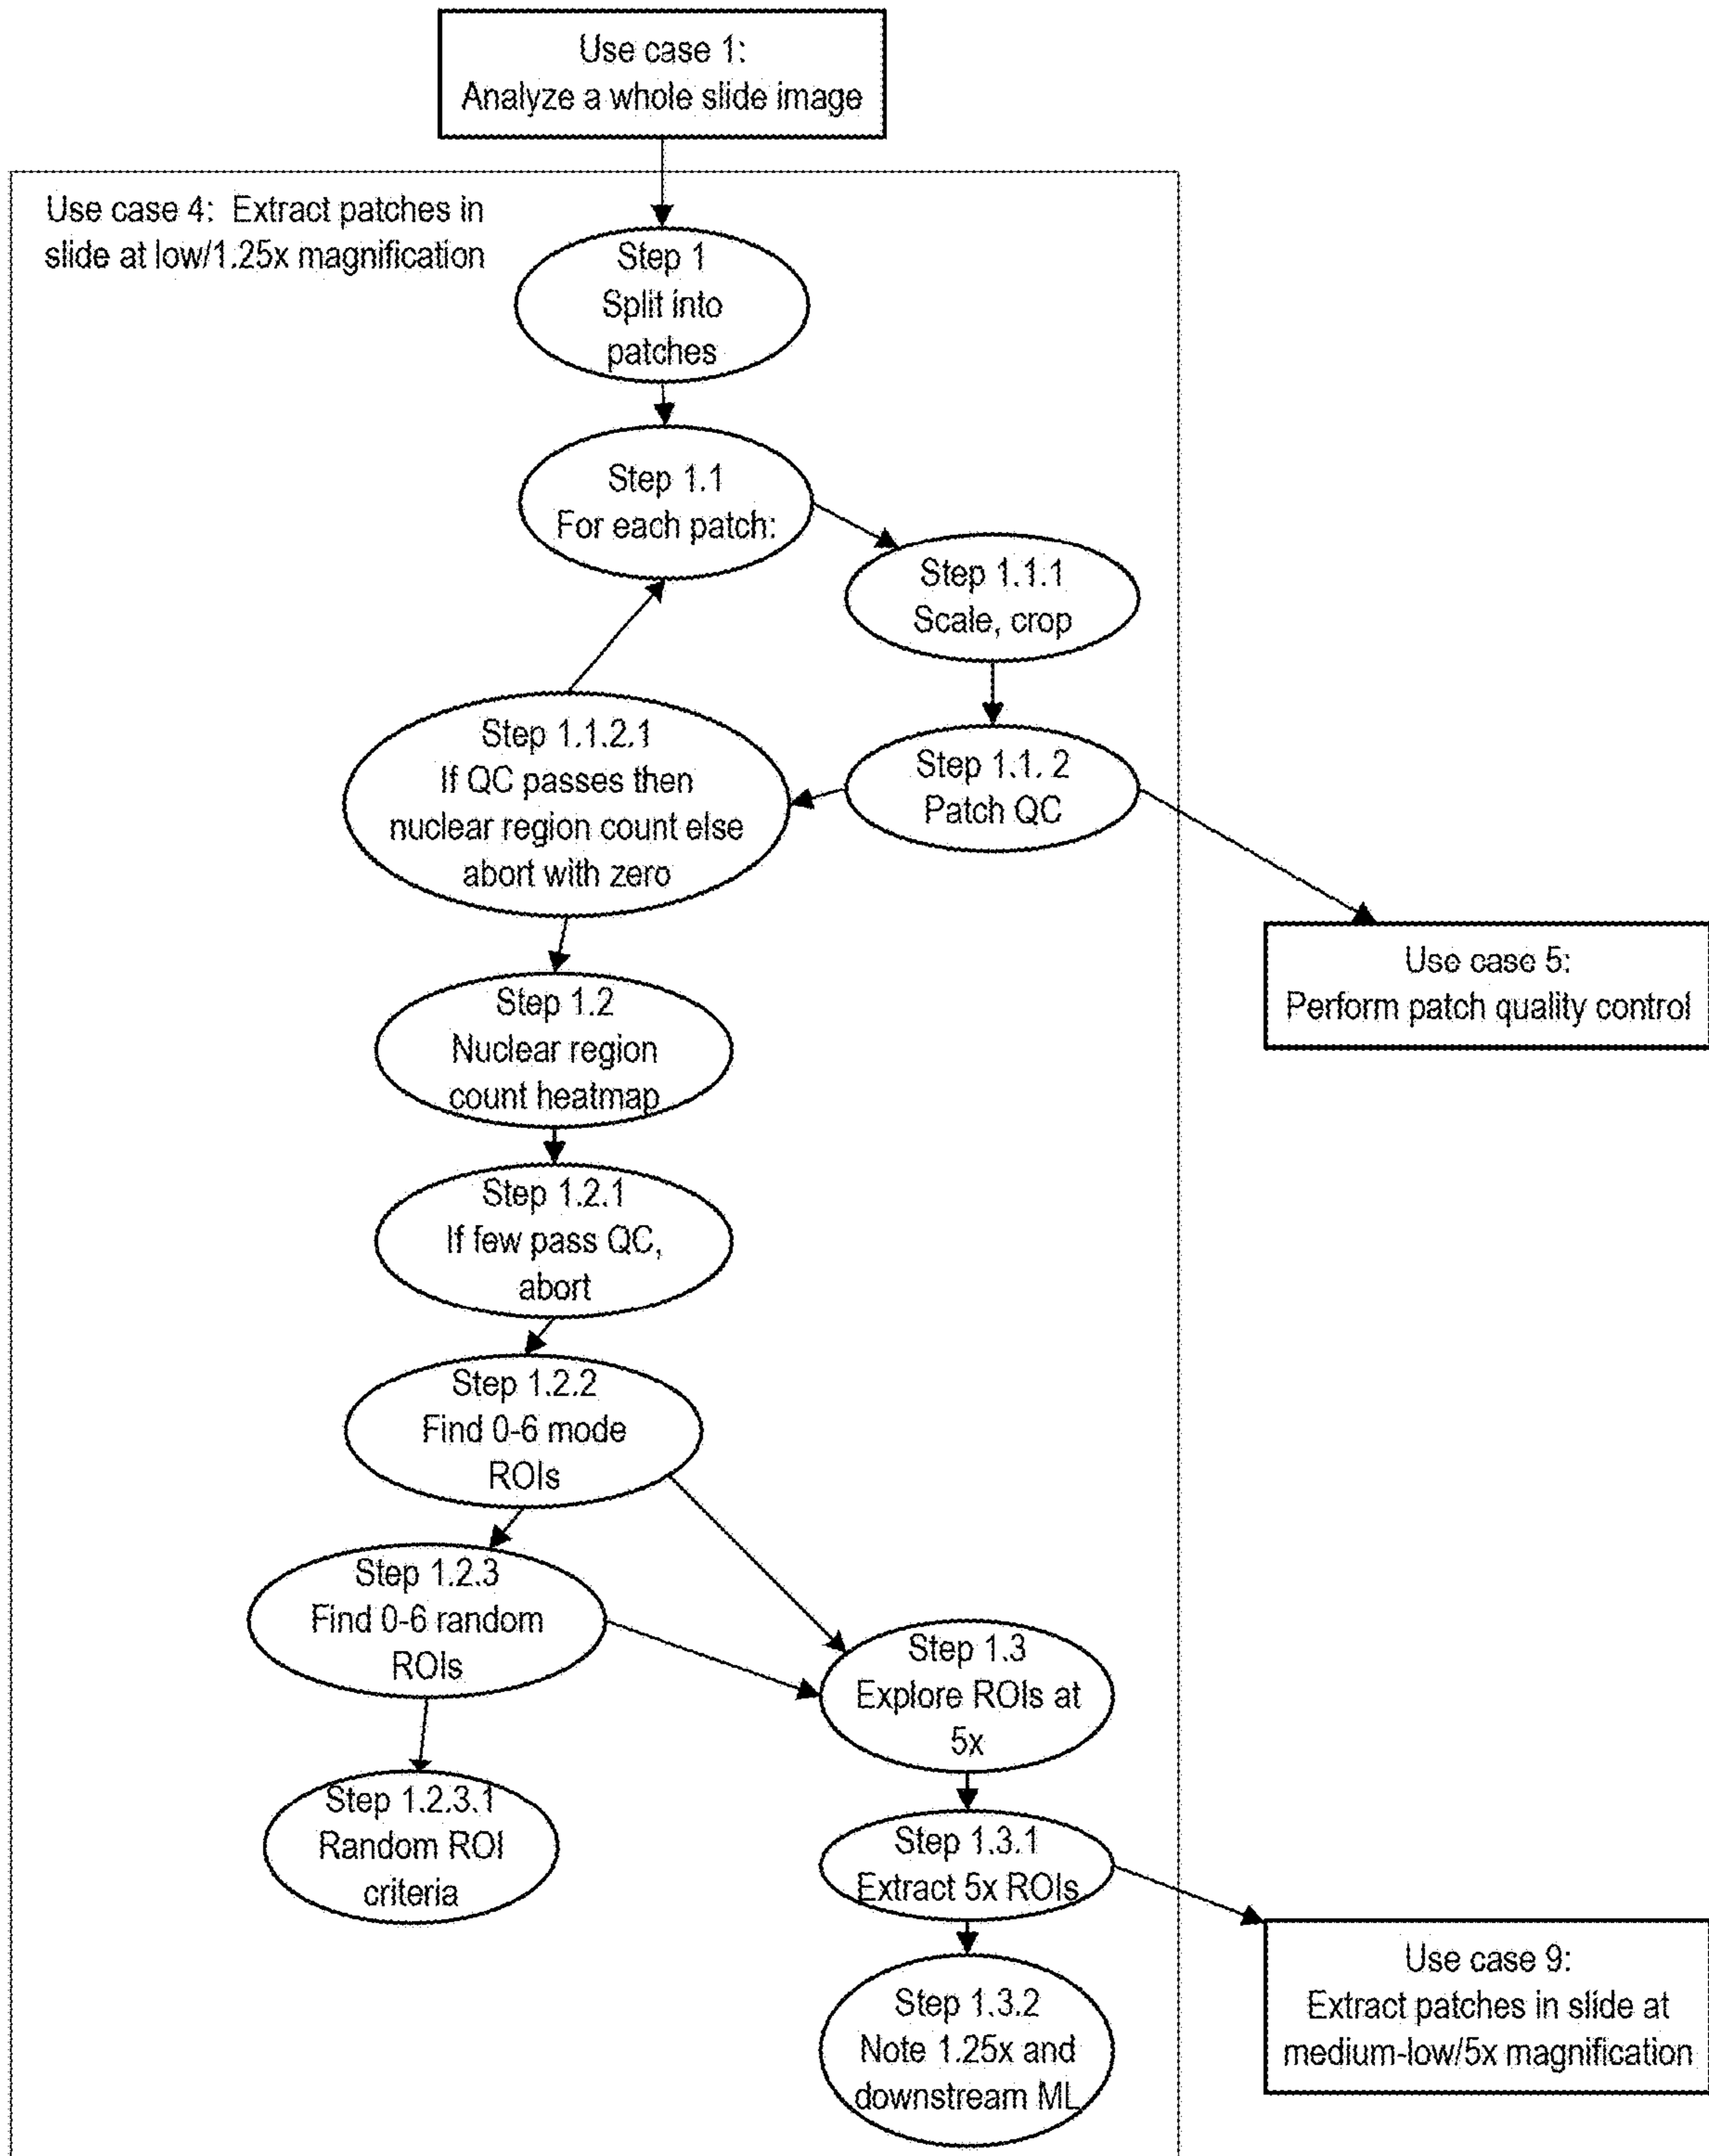 Use case 1:
Analyze a whole slide image
Use case 4:  Extract patches in
slide at low/1.25x magnification
Step 1
Split into
patches
Step 1.1
For each patch:
Step 1.1.1
Scale, crop
Step 1.1.2.1
If QC passes then
nuclear region count else
abort with zero
Step 1.1. 2
Patch QC
Use case 5:
Perform patch quality control
Step 1.2
Nuclear region
count heatmap
Step 1.2.1
If few pass QC,
abort
Step 1.2.2
Find 0-6 mode
ROIs
Step 1.2.3
Find 0-6 random
ROIs
Step 1.3
Explore ROIs at
5x
Step 1.2.3.1
Random ROI
criteria
Step 1.3.1
Extract 5x ROIs
Use case 9:
Extract patches in slide at
medium-low/5x magnification
Step 1.3.2
Note 1.25x and
downstream ML